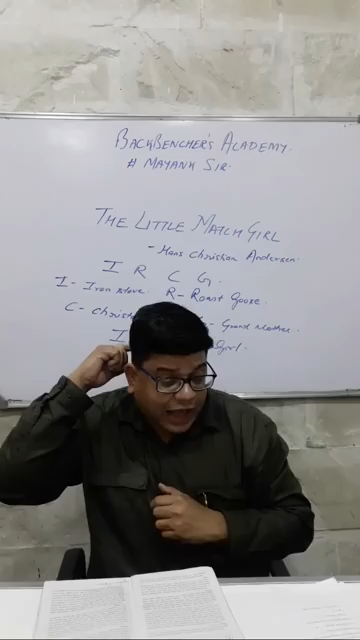 BACKBENCHER'S ACADEMY.
# MAYANK SIR.
THE LITTLE MATCH GIRL
- Hans Christian Andersen.
I R C G.
I - Iron stove. R - Roast Goose.
C - Christ - Grand Mother.
I Girl.